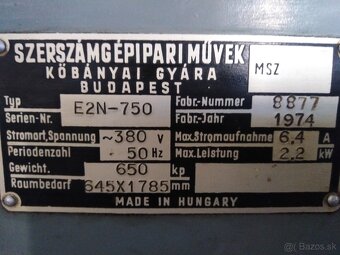 SZERSZÁMGÉPIPARI MŰVEK
KŐBÁNYAI GYÁRA
BUDAPEST
MSZ
Typ E2N-750 Fabr.-Nummer 8877
Serien-Nr. Fabr.-Jahr 1974
Stromart,Spannung ~380 V Max.Stromaufnahme 6,4 A
Periodenzahl 50 Hz Max.Leistung 2,2 kW
Gewicht. 650 kp
Raumbedarf 645X1785 mm
MADE IN HUNGARY
© Bazos.sk